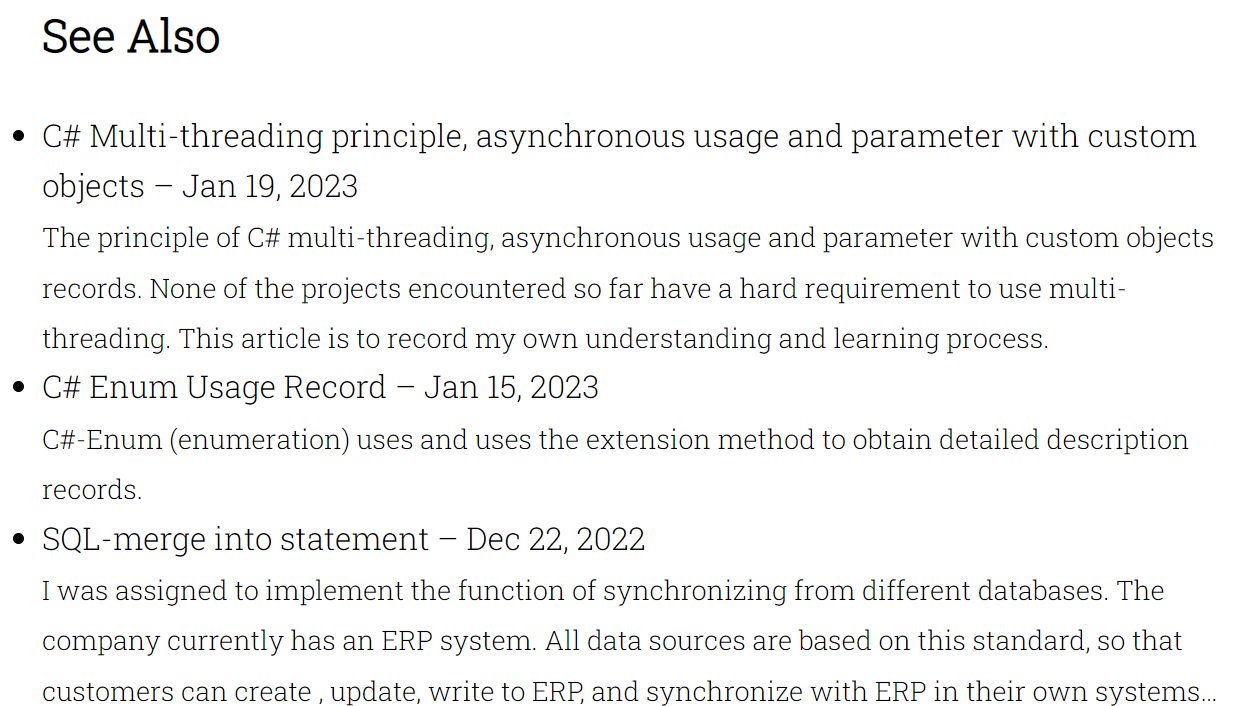 See Also
C# Multi-threading principle, asynchronous usage and parameter with custom
objects – Jan 19, 2023
The principle of C# multi-threading, asynchronous usage and parameter with custom objects
records. None of the projects encountered so far have a hard requirement to use multi-
threading. This article is to record my own understanding and learning process.
C# Enum Usage Record – Jan 15, 2023
C#-Enum (enumeration) uses and uses the extension method to obtain detailed description
records.
SQL-merge into statement – Dec 22, 2022
I was assigned to implement the function of synchronizing from different databases. The
company currently has an ERP system. All data sources are based on this standard, so that
customers can create , update, write to ERP, and synchronize with ERP in their own systems...